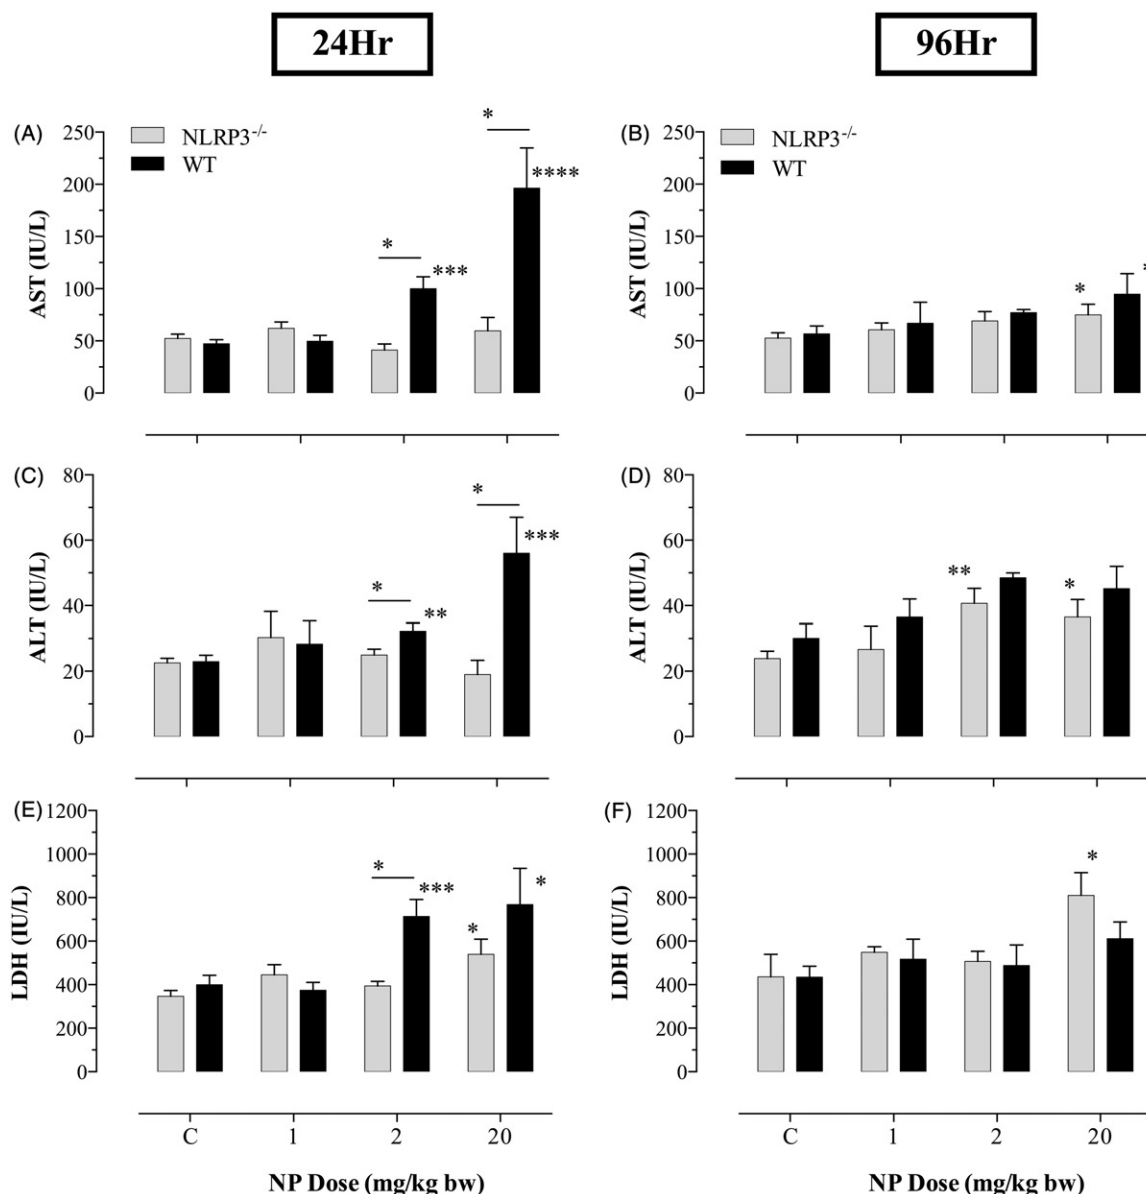 24Hr
96Hr
(A)
250
200
150
100
50
0
AST (IU/L)
NLRP3-/-
WT
*
***
*
****
(B)
250
200
150
100
50
0
AST (IU/L)
NLRP3-/-
WT
*
*
(C)
80
60
40
20
0
ALT (IU/L)
*
**
*
***
(D)
80
60
40
20
0
ALT (IU/L)
**
*
(E)
1200
1000
800
600
400
200
0
LDH (IU/L)
*
***
*
*
C 1 2 20
NP Dose (mg/kg bw)
(F)
1200
1000
800
600
400
200
0
LDH (IU/L)
*
C 1 2 20
NP Dose (mg/kg bw)